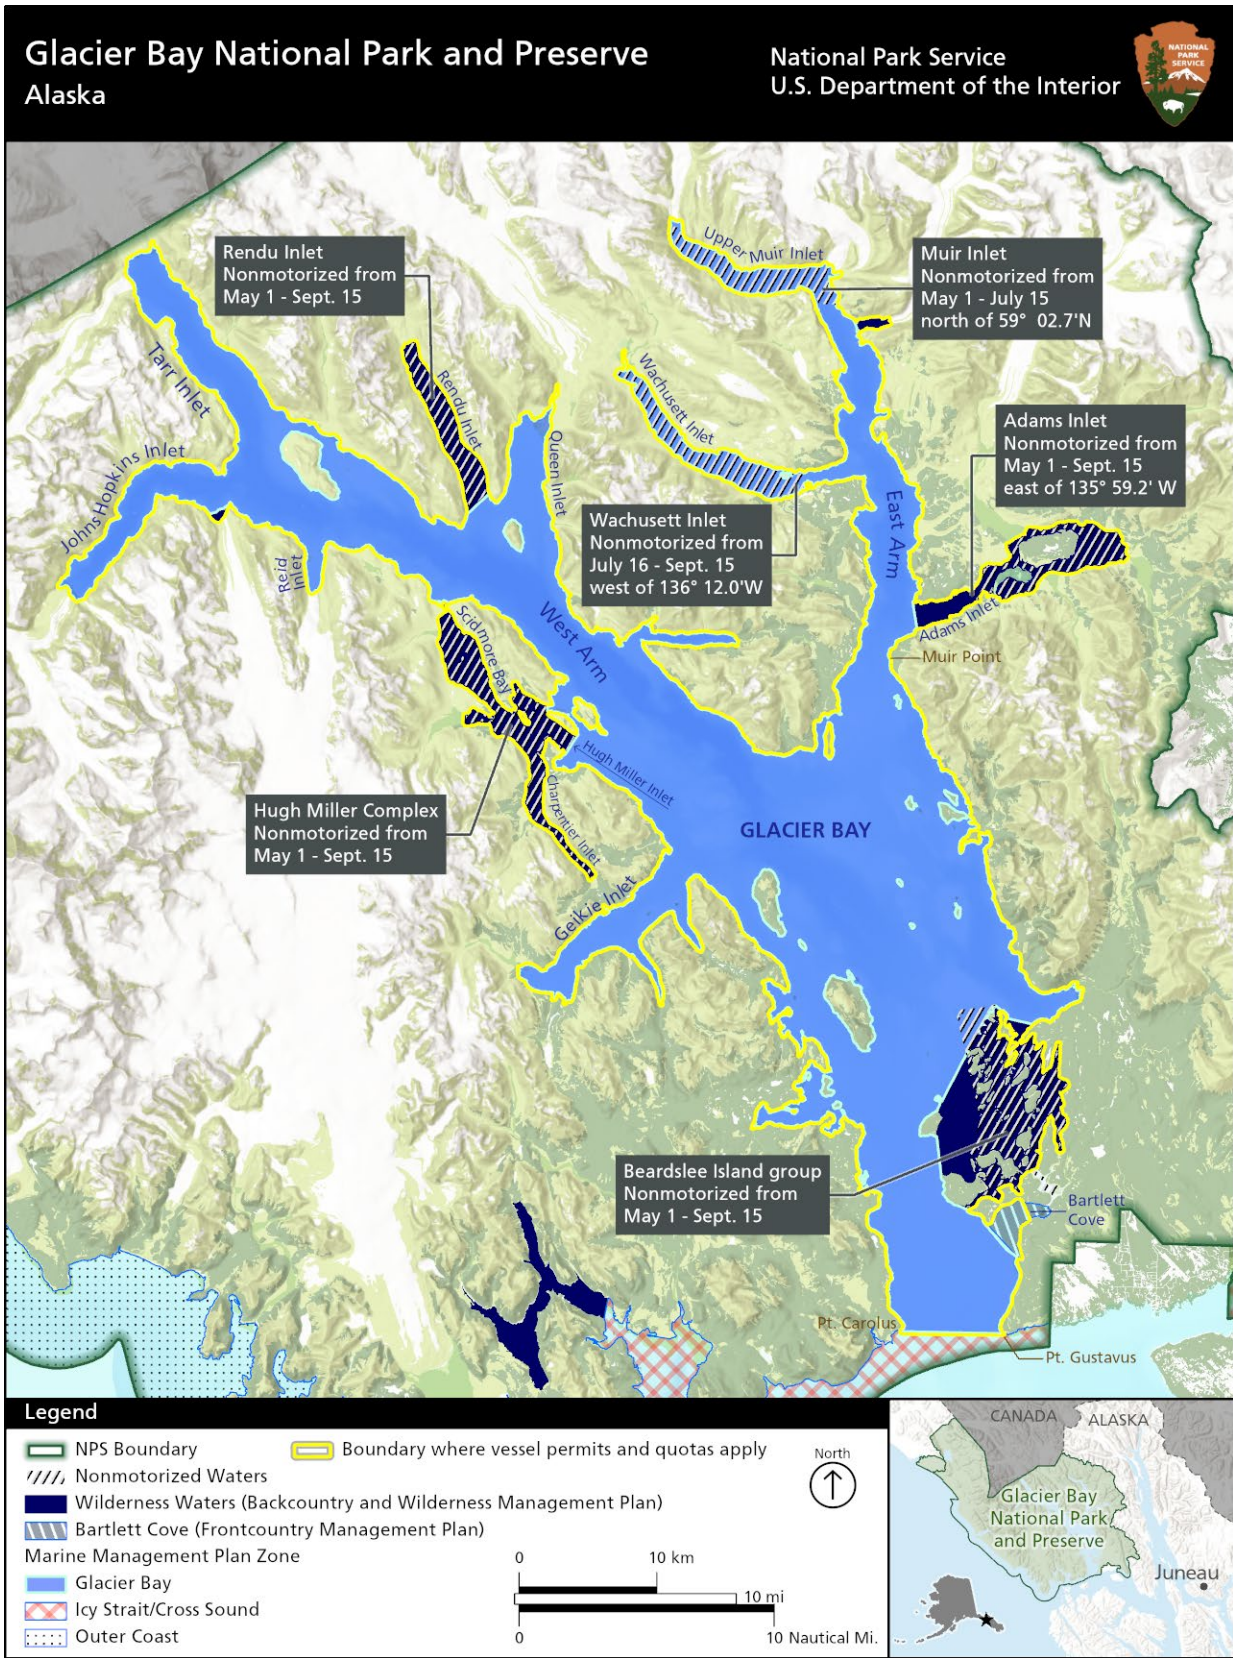 Glacier Bay National Park and Preserve
Alaska
National Park Service
U.S. Department of the Interior
NATIONAL
PARK
SERVICE
Rendu Inlet
Nonmotorized from
May 1 - Sept. 15
Upper Muir Inlet
Muir Inlet
Nonmotorized from
May 1 - July 15
north of 59° 02.7'N
Tarr Inlet
Rendu Inlet
Wachusett Inlet
Adams Inlet
Nonmotorized from
May 1 - Sept. 15
east of 135° 59.2' W
Johns Hopkins Inlet
Queen Inlet
Wachusett Inlet
Nonmotorized from
July 16 - Sept. 15
west of 136° 12.0'W
East Arm
Reid
Inlet
Scidmore Bay
West Arm
Adams Inlet
Muir Point
Hugh Miller Inlet
Hugh Miller Complex
Nonmotorized from
May 1 - Sept. 15
Charpentier Inlet
GLACIER BAY
Geikie Inlet
Beardslee Island group
Nonmotorized from
May 1 - Sept. 15
Bartlett
Cove
Pt. Carolus
Pt. Gustavus
Legend
NPS Boundary
Boundary where vessel permits and quotas apply
Nonmotorized Waters
Wilderness Waters (Backcountry and Wilderness Management Plan)
Bartlett Cove (Frontcountry Management Plan)
Marine Management Plan Zone
Glacier Bay
Icy Strait/Cross Sound
Outer Coast
North
0
10 km
10 mi
0
10 Nautical Mi.
CANADA
ALASKA
Glacier Bay
National Park
and Preserve
Juneau